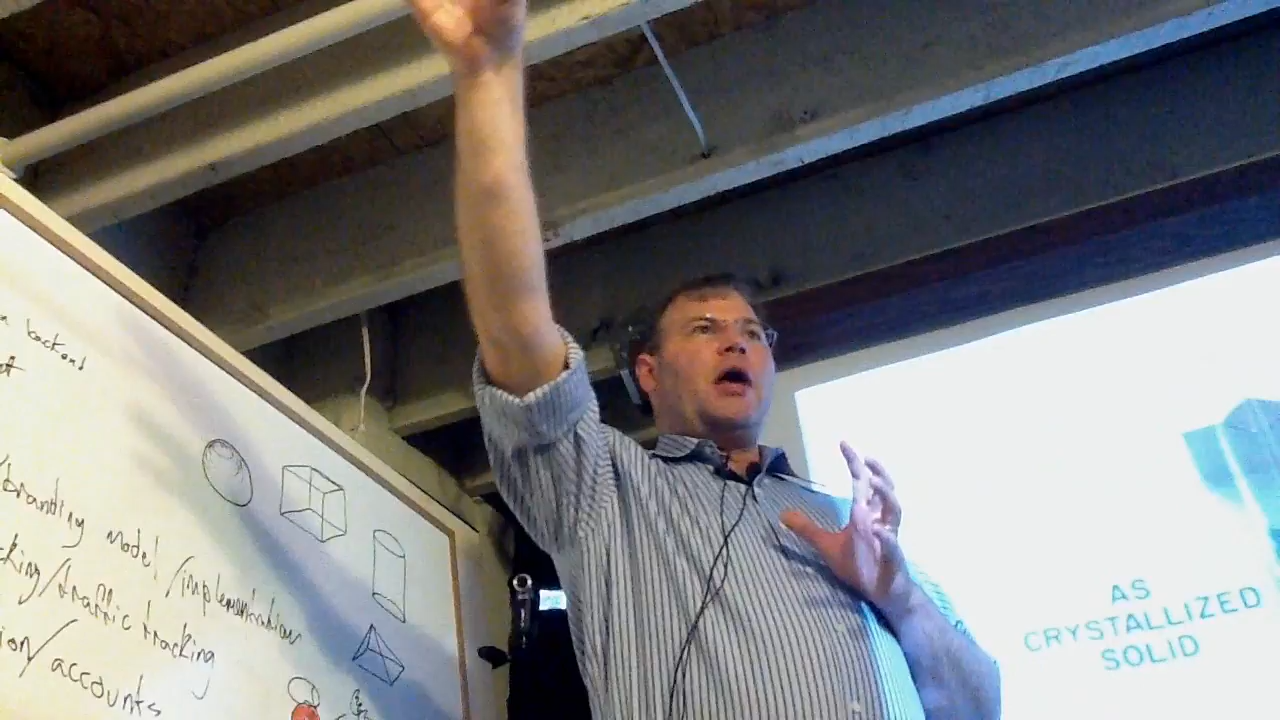 backend
/branding model /implementation
king/traffic tracking
ion/accounts
AS
CRYSTALLIZED
SOLID